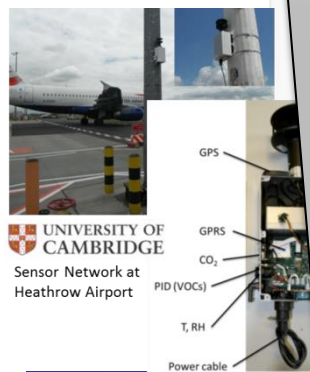 GPS
GPRS
CO₂
PID (VOCs)
T, RH
Power cable
UNIVERSITY OF
CAMBRIDGE
Sensor Network at
Heathrow Airport